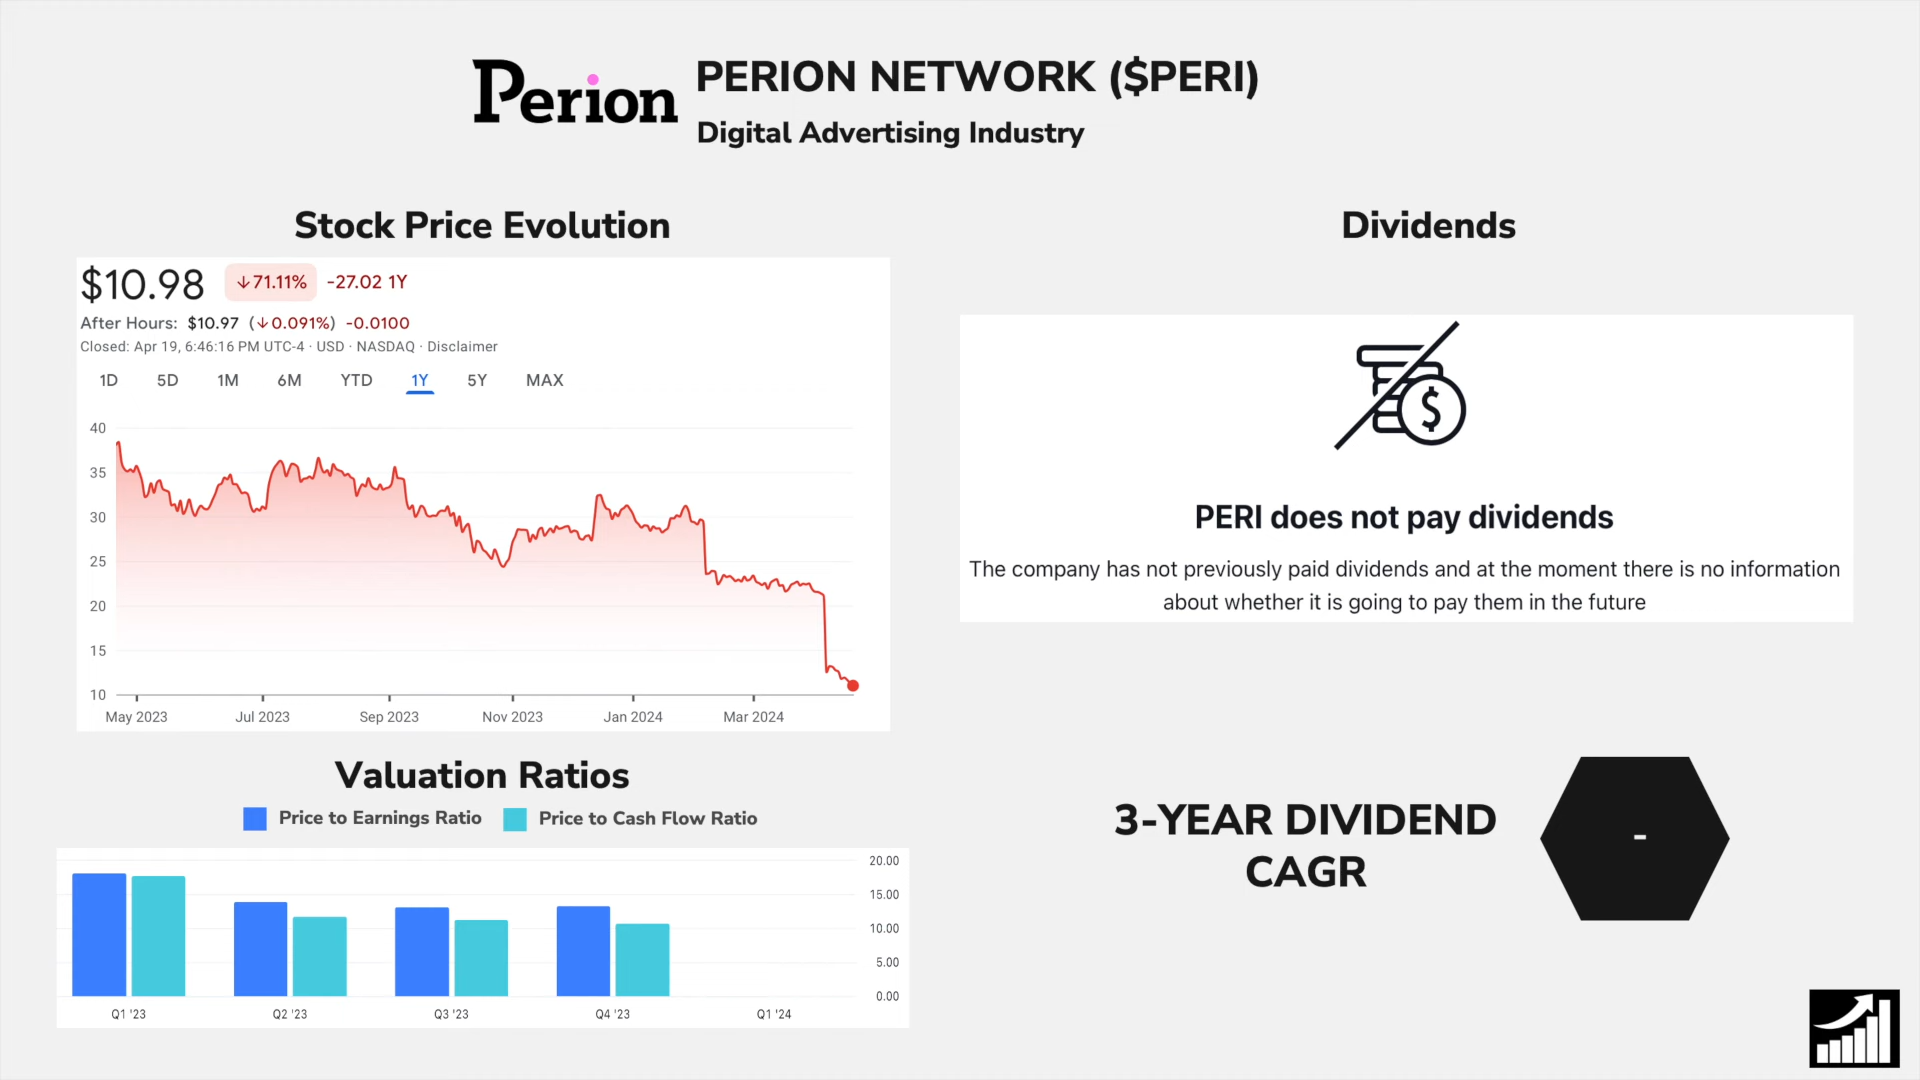 Perion
PERION NETWORK ($PERI)
Digital Advertising Industry
Stock Price Evolution
$10.98 ↓71.11% -27.02 1Y
After Hours: $10.97 (↓0.091%) -0.0100
Closed: Apr 19, 6:46:16 PM UTC-4 · USD · NASDAQ · Disclaimer
1D 5D 1M 6M YTD 1Y 5Y MAX
40
35
30
25
20
15
10
May 2023 Jul 2023 Sep 2023 Nov 2023 Jan 2024 Mar 2024
Valuation Ratios
Price to Earnings Ratio Price to Cash Flow Ratio
20.00
15.00
10.00
5.00
0.00
Q1 '23 Q2 '23 Q3 '23 Q4 '23 Q1 '24
Dividends
$
PERI does not pay dividends
The company has not previously paid dividends and at the moment there is no information
about whether it is going to pay them in the future
3-YEAR DIVIDEND
CAGR
-